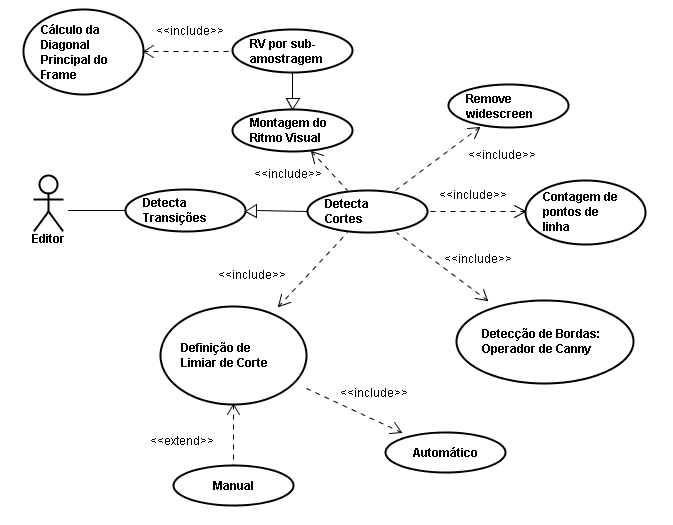 Cálculo da
Diagonal
Principal do
Frame
<<include>>
RV por sub-
amostragem
Montagem do
Ritmo Visual
Remove
widescreen
<<include>>
<<include>>
Editor
Detecta
Transições
Detecta
Cortes
<<include>>
Contagem de
pontos de
linha
<<include>>
<<include>>
Definição de
Limiar de Corte
Detecção de Bordas:
Operador de Canny
<<include>>
<<extend>>
Automático
Manual